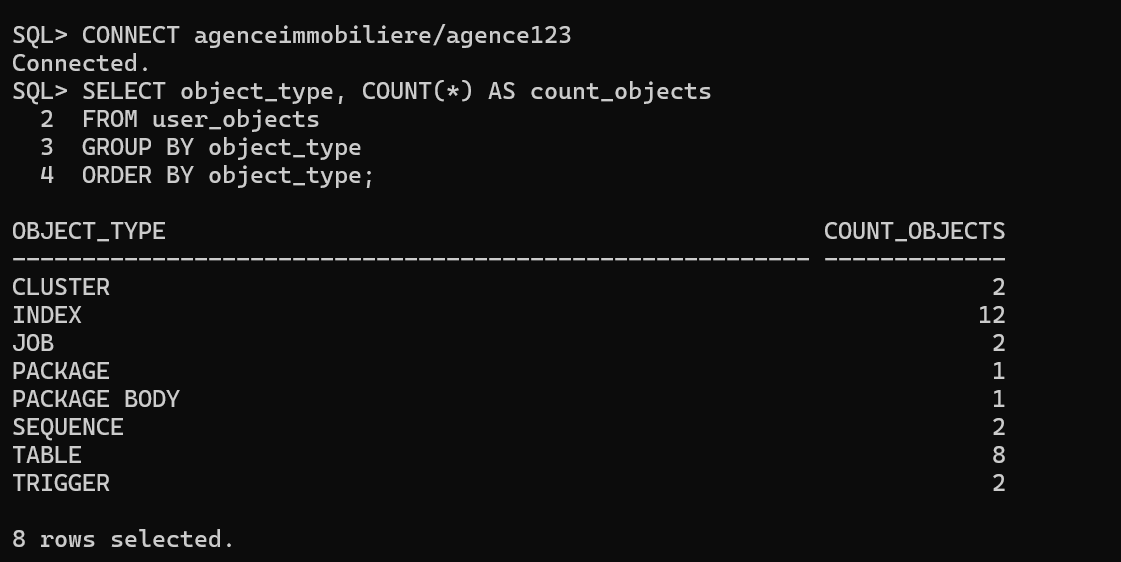 SQL> CONNECT agenceimmobiliere/agence123
Connected.
SQL> SELECT object_type, COUNT(*) AS count_objects
  2  FROM user_objects
  3  GROUP BY object_type
  4  ORDER BY object_type;

OBJECT_TYPE                                               COUNT_OBJECTS
--------------------------------------------------------- -------------
CLUSTER                                                               2
INDEX                                                                12
JOB                                                                   2
PACKAGE                                                               1
PACKAGE BODY                                                          1
SEQUENCE                                                              2
TABLE                                                                 8
TRIGGER                                                               2

8 rows selected.